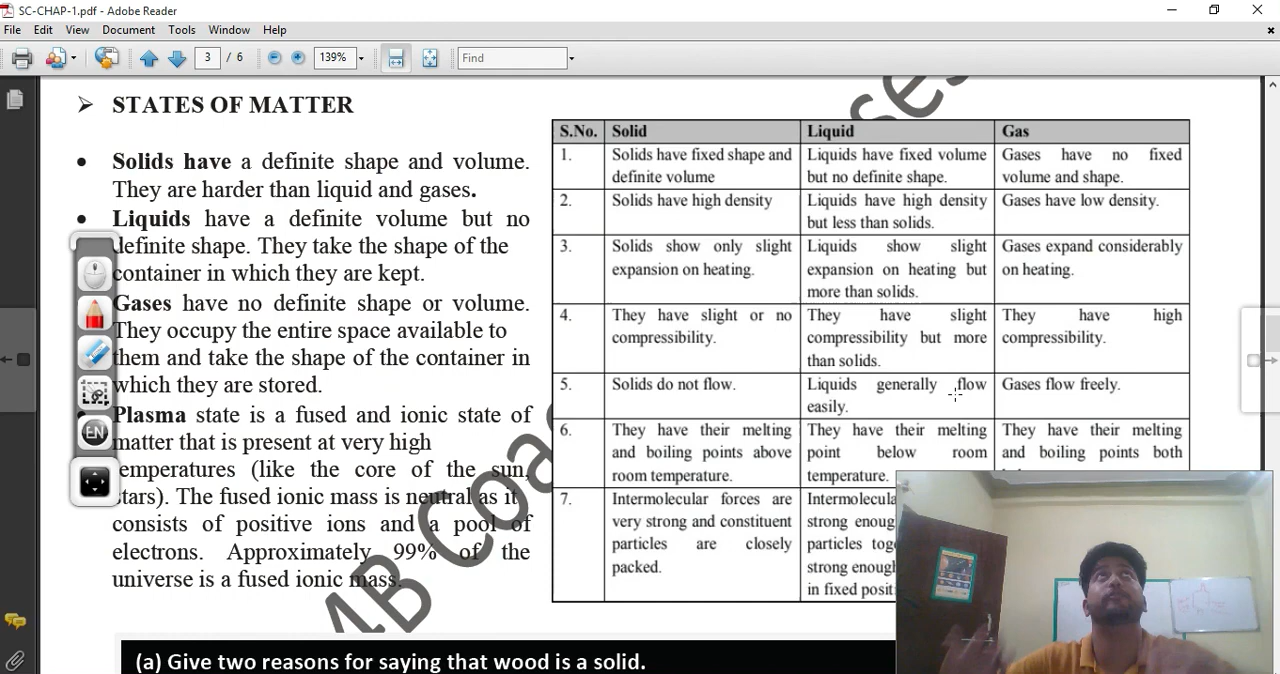 SC-CHAP-1.pdf - Adobe Reader
File Edit View Document Tools Window Help
3 / 6 139% Find
STATES OF MATTER
Solids have a definite shape and volume.
They are harder than liquid and gases.
Liquids have a definite volume but no
definite shape. They take the shape of the
container in which they are kept.
Gases have no definite shape or volume.
They occupy the entire space available to
them and take the shape of the container in
which they are stored.
Plasma state is a fused and ionic state of
matter that is present at very high
temperatures (like the core of the sun,
stars). The fused ionic mass is neutral as it
consists of positive ions and a pool of
electrons. Approximately 99% of the
universe is a fused ionic mass.
EN
S.No. Solid Liquid Gas
1. Solids have fixed shape and Liquids have fixed volume Gases have no fixed
definite volume but no definite shape. volume and shape.
2. Solids have high density Liquids have high density Gases have low density.
but less than solids.
3. Solids show only slight Liquids show slight Gases expand considerably
expansion on heating. expansion on heating but on heating.
more than solids.
4. They have slight or no They have slight They have high
compressibility. compressibility but more compressibility.
than solids.
5. Solids do not flow. Liquids generally flow Gases flow freely.
easily.
6. They have their melting They have their melting They have their melting
and boiling points above point below room and boiling points both
room temperature. temperature.
7. Intermolecular forces are Intermolecula
very strong and constituent strong enoug
particles are closely particles toge
packed. strong enough
in fixed posit
(a) Give two reasons for saying that wood is a solid.